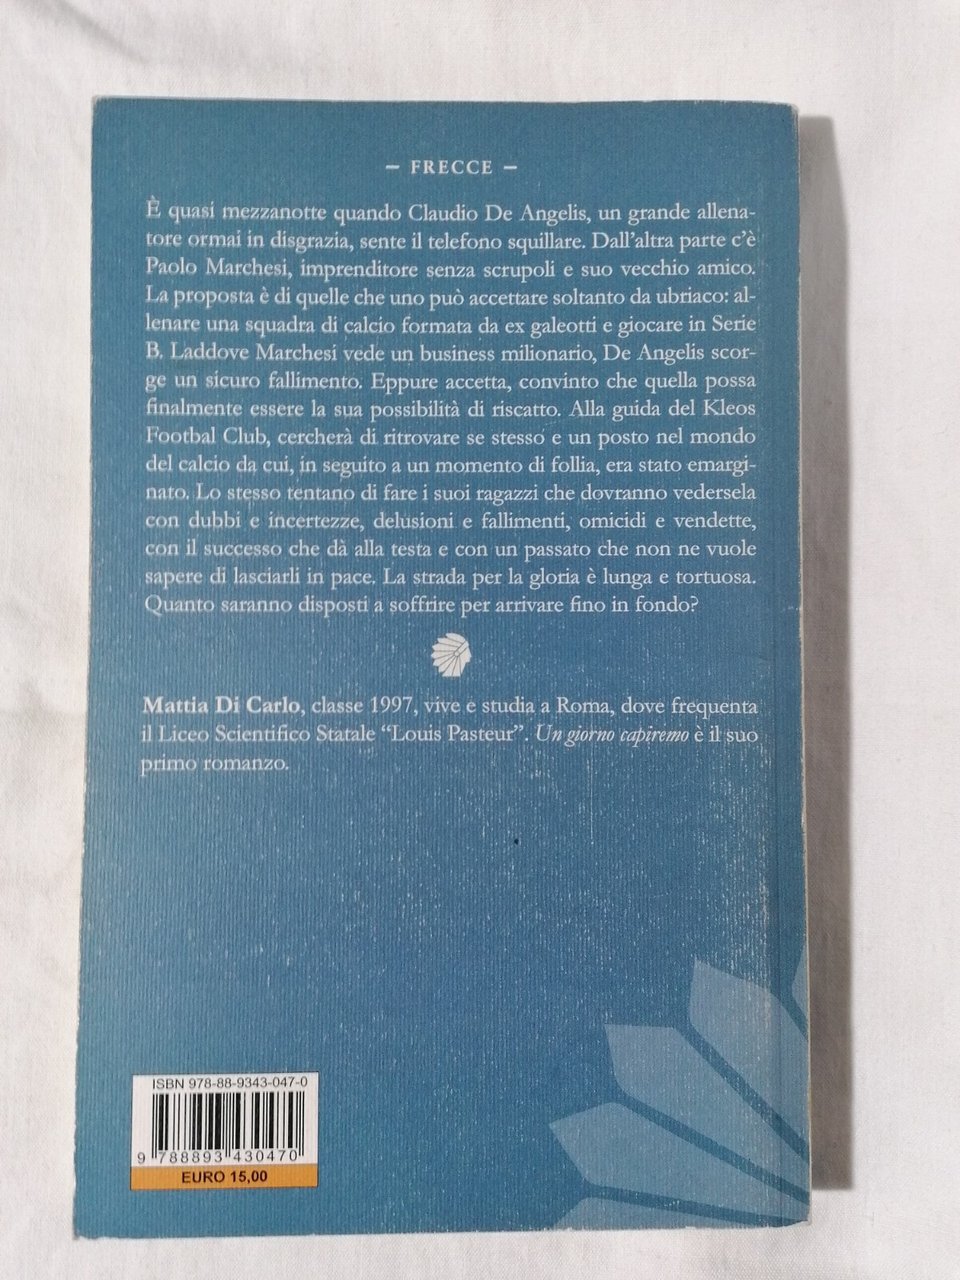 – FRECCE –
È quasi mezzanotte quando Claudio De Angelis, un grande allena-
tore ormai in disgrazia, sente il telefono squillare. Dall'altra parte c'è
Paolo Marchesi, imprenditore senza scrupoli e suo vecchio amico.
La proposta è di quelle che uno può accettare soltanto da ubriaco: al-
lenare una squadra di calcio formata da ex galeotti e giocare in Serie
B. Laddove Marchesi vede un business milionario, De Angelis scor-
ge un sicuro fallimento. Eppure accetta, convinto che quella possa
finalmente essere la sua possibilità di riscatto. Alla guida del Kleos
Footbal Club, cercherà di ritrovare se stesso e un posto nel mondo
del calcio da cui, in seguito a un momento di follia, era stato emargi-
nato. Lo stesso tentano di fare i suoi ragazzi che dovranno vedersela
con dubbi e incertezze, delusioni e fallimenti, omicidi e vendette,
con il successo che dà alla testa e con un passato che non ne vuole
sapere di lasciarli in pace. La strada per la gloria è lunga e tortuosa.
Quanto saranno disposti a soffrire per arrivare fino in fondo?
Mattia Di Carlo, classe 1997, vive e studia a Roma, dove frequenta
il Liceo Scientifico Statale “Louis Pasteur”. Un giorno capiremo è il suo
primo romanzo.
ISBN 978-88-9343-047-0
9 788893 430470
EURO 15,00